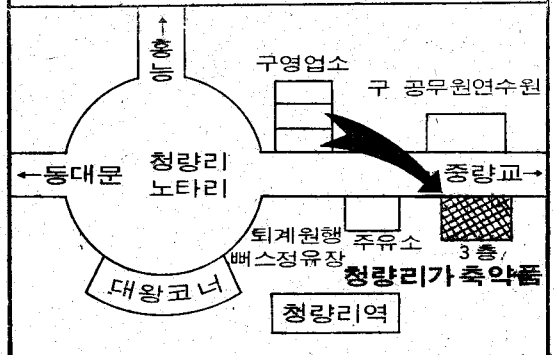 ↑
홍
능
구영업소
구 공무원연수원
←동대문
청량리
노타리
중량교→
퇴계원행
뻐스정유장
주유소
3층
청량리가축약품
대왕코너
청량리역